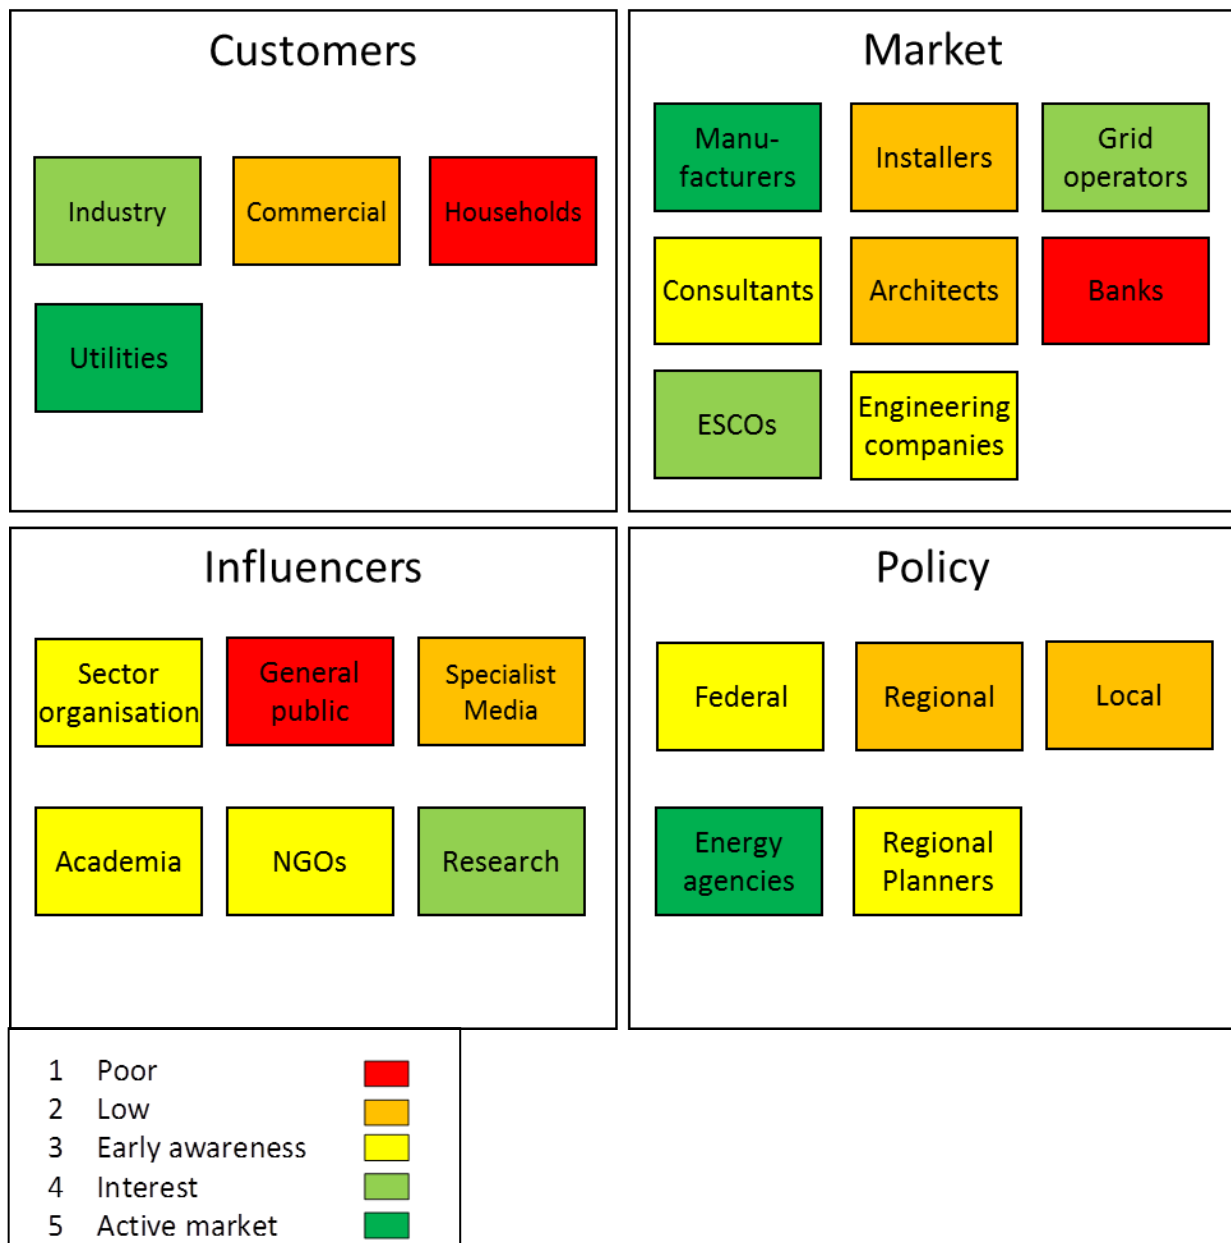 Customers
Industry
Commercial
Households
Utilities
Market
Manu-
facturers
Installers
Grid
operators
Consultants
Architects
Banks
ESCOs
Engineering
companies
Influencers
Sector
organisation
General
public
Specialist
Media
Academia
NGOs
Research
Policy
Federal
Regional
Local
Energy
agencies
Regional
Planners
1 Poor
2 Low
3 Early awareness
4 Interest
5 Active market